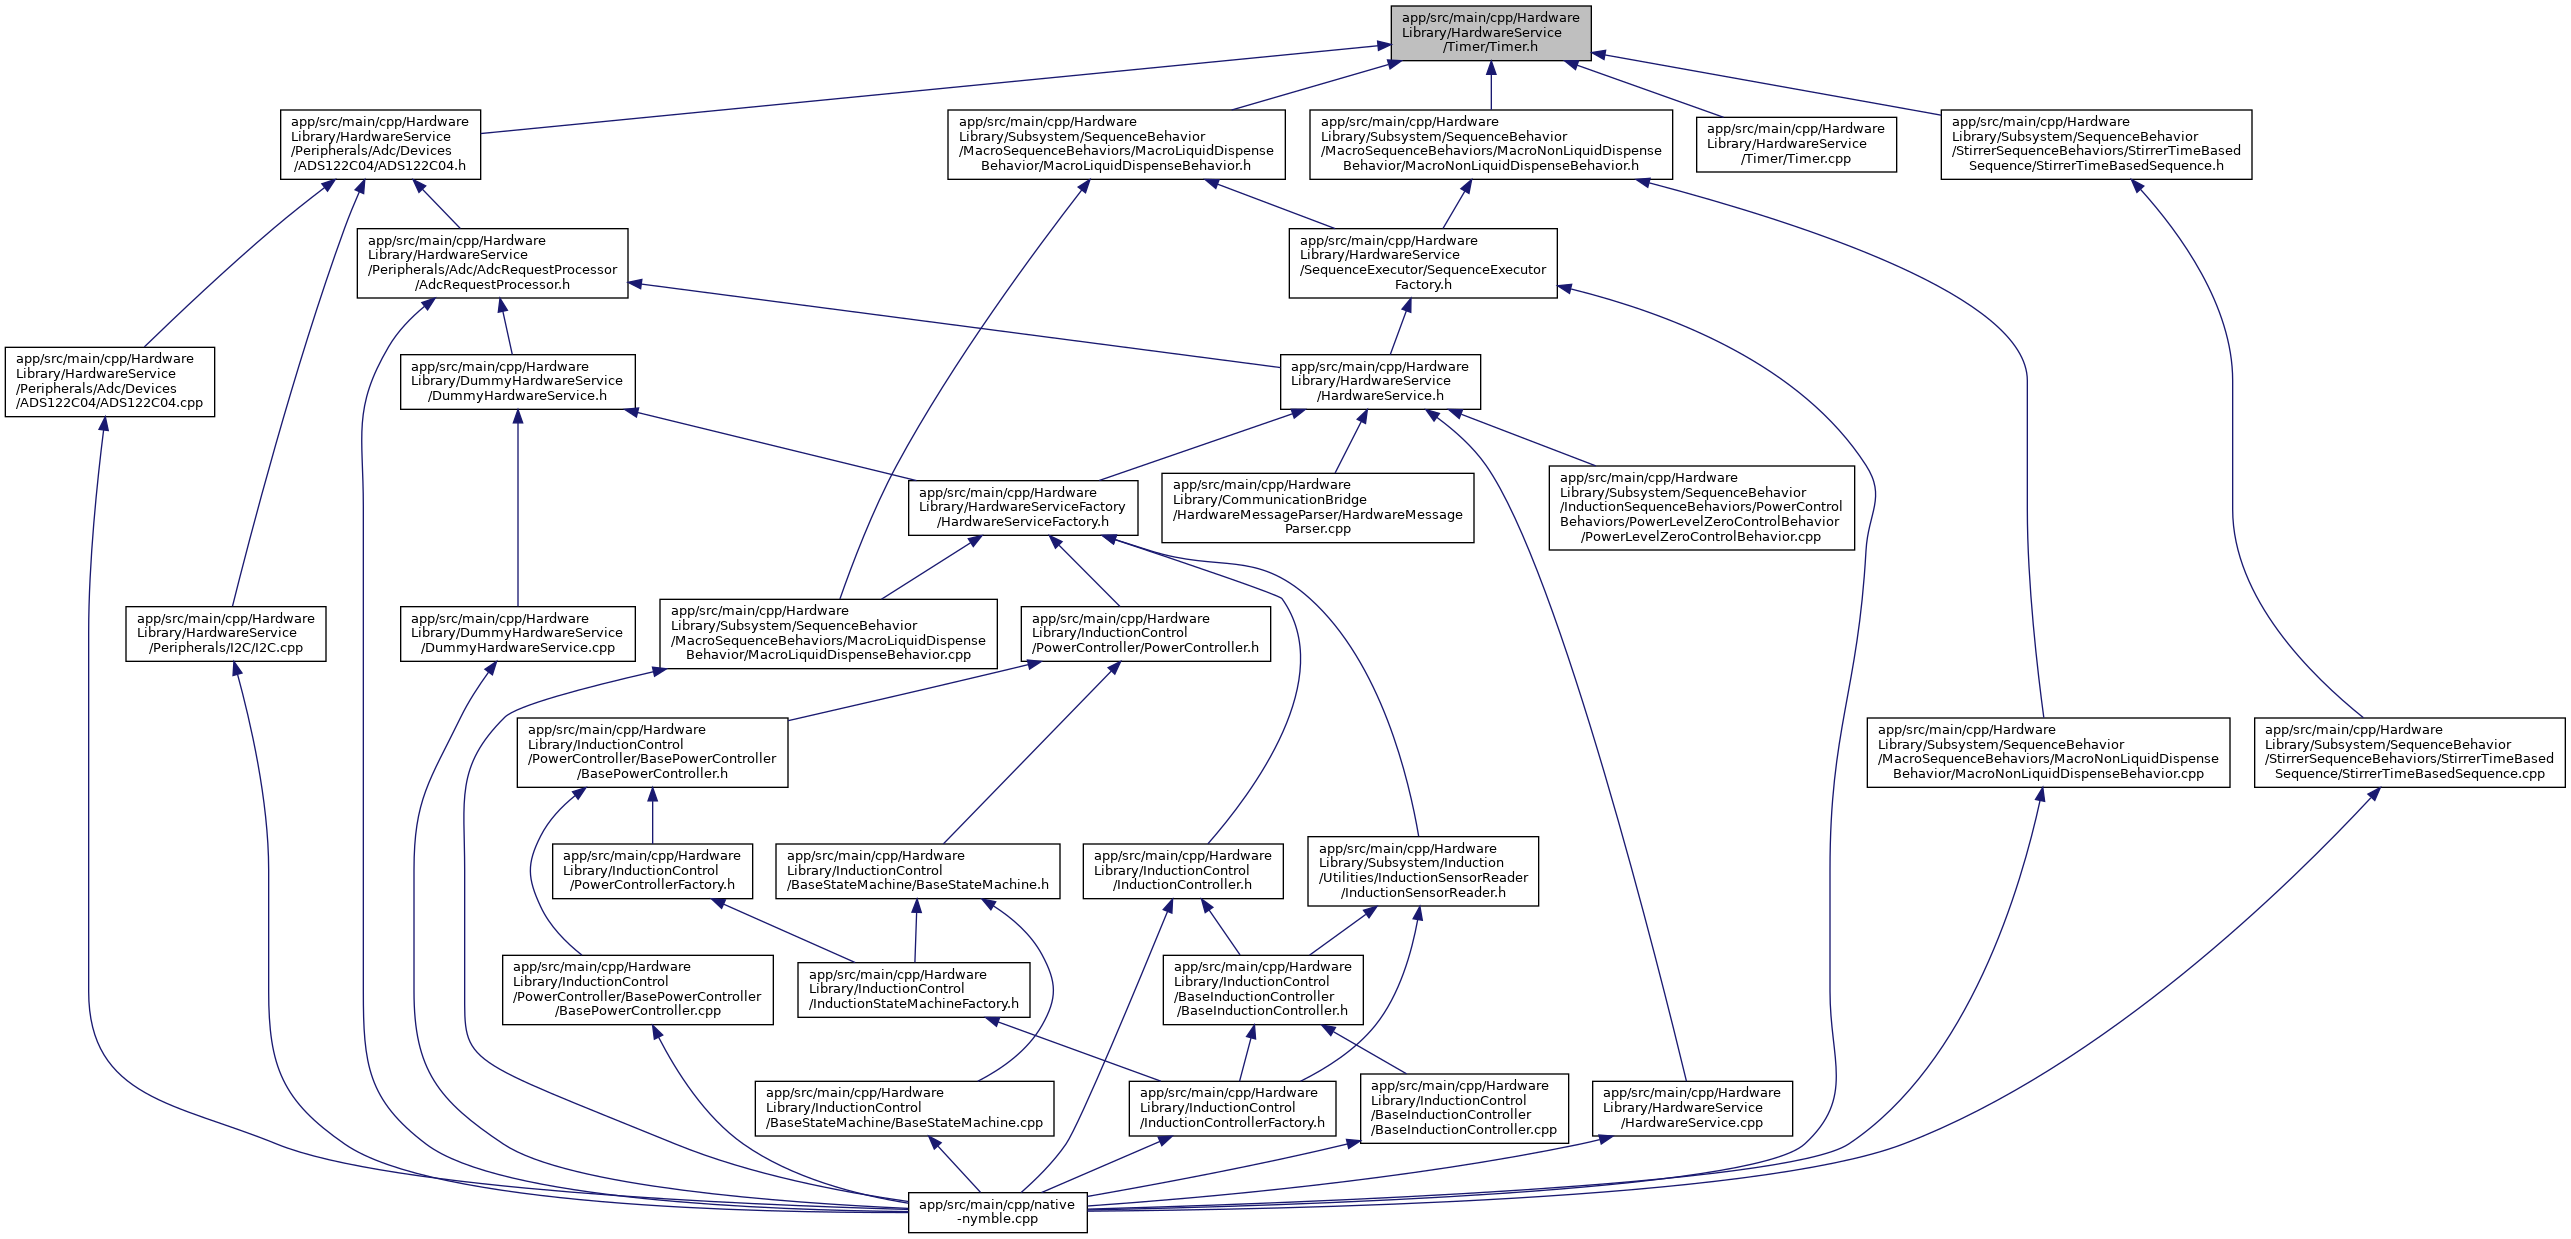 app/src/main/cpp/Hardware
Library/HardwareService
/Timer/Timer.h
app/src/main/cpp/Hardware
Library/HardwareService
/Peripherals/Adc/Devices
/ADS122C04/ADS122C04.h
app/src/main/cpp/Hardware
Library/Subsystem/SequenceBehavior
/MacroSequenceBehaviors/MacroLiquidDispense
Behavior/MacroLiquidDispenseBehavior.h
app/src/main/cpp/Hardware
Library/Subsystem/SequenceBehavior
/MacroSequenceBehaviors/MacroNonLiquidDispense
Behavior/MacroNonLiquidDispenseBehavior.h
app/src/main/cpp/Hardware
Library/HardwareService
/Timer/Timer.cpp
app/src/main/cpp/Hardware
Library/Subsystem/SequenceBehavior
/StirrerSequenceBehaviors/StirrerTimeBased
Sequence/StirrerTimeBasedSequence.h
app/src/main/cpp/Hardware
Library/HardwareService
/Peripherals/Adc/AdcRequestProcessor
/AdcRequestProcessor.h
app/src/main/cpp/Hardware
Library/HardwareService
/SequenceExecutor/SequenceExecutor
Factory.h
app/src/main/cpp/Hardware
Library/HardwareService
/Peripherals/Adc/Devices
/ADS122C04/ADS122C04.cpp
app/src/main/cpp/Hardware
Library/DummyHardwareService
/DummyHardwareService.h
app/src/main/cpp/Hardware
Library/HardwareService
/HardwareService.h
app/src/main/cpp/Hardware
Library/HardwareServiceFactory
/HardwareServiceFactory.h
app/src/main/cpp/Hardware
Library/CommunicationBridge
/HardwareMessageParser/HardwareMessage
Parser.cpp
app/src/main/cpp/Hardware
Library/Subsystem/SequenceBehavior
/InductionSequenceBehaviors/PowerControl
Behaviors/PowerLevelZeroControlBehavior
/PowerLevelZeroControlBehavior.cpp
app/src/main/cpp/Hardware
Library/HardwareService
/Peripherals/I2C/I2C.cpp
app/src/main/cpp/Hardware
Library/DummyHardwareService
/DummyHardwareService.cpp
app/src/main/cpp/Hardware
Library/Subsystem/SequenceBehavior
/MacroSequenceBehaviors/MacroLiquidDispense
Behavior/MacroLiquidDispenseBehavior.cpp
app/src/main/cpp/Hardware
Library/InductionControl
/PowerController/PowerController.h
app/src/main/cpp/Hardware
Library/InductionControl
/PowerController/BasePowerController
/BasePowerController.h
app/src/main/cpp/Hardware
Library/Subsystem/SequenceBehavior
/MacroSequenceBehaviors/MacroNonLiquidDispense
Behavior/MacroNonLiquidDispenseBehavior.cpp
app/src/main/cpp/Hardware
Library/Subsystem/SequenceBehavior
/StirrerSequenceBehaviors/StirrerTimeBased
Sequence/StirrerTimeBasedSequence.cpp
app/src/main/cpp/Hardware
Library/InductionControl
/PowerControllerFactory.h
app/src/main/cpp/Hardware
Library/InductionControl
/BaseStateMachine/BaseStateMachine.h
app/src/main/cpp/Hardware
Library/InductionControl
/InductionController.h
app/src/main/cpp/Hardware
Library/Subsystem/Induction
/Utilities/InductionSensorReader
/InductionSensorReader.h
app/src/main/cpp/Hardware
Library/InductionControl
/PowerController/BasePowerController
/BasePowerController.cpp
app/src/main/cpp/Hardware
Library/InductionControl
/InductionStateMachineFactory.h
app/src/main/cpp/Hardware
Library/InductionControl
/BaseInductionController
/BaseInductionController.h
app/src/main/cpp/Hardware
Library/InductionControl
/BaseStateMachine/BaseStateMachine.cpp
app/src/main/cpp/Hardware
Library/InductionControl
/InductionControllerFactory.h
app/src/main/cpp/Hardware
Library/InductionControl
/BaseInductionController
/BaseInductionController.cpp
app/src/main/cpp/Hardware
Library/HardwareService
/HardwareService.cpp
app/src/main/cpp/native
-nymble.cpp